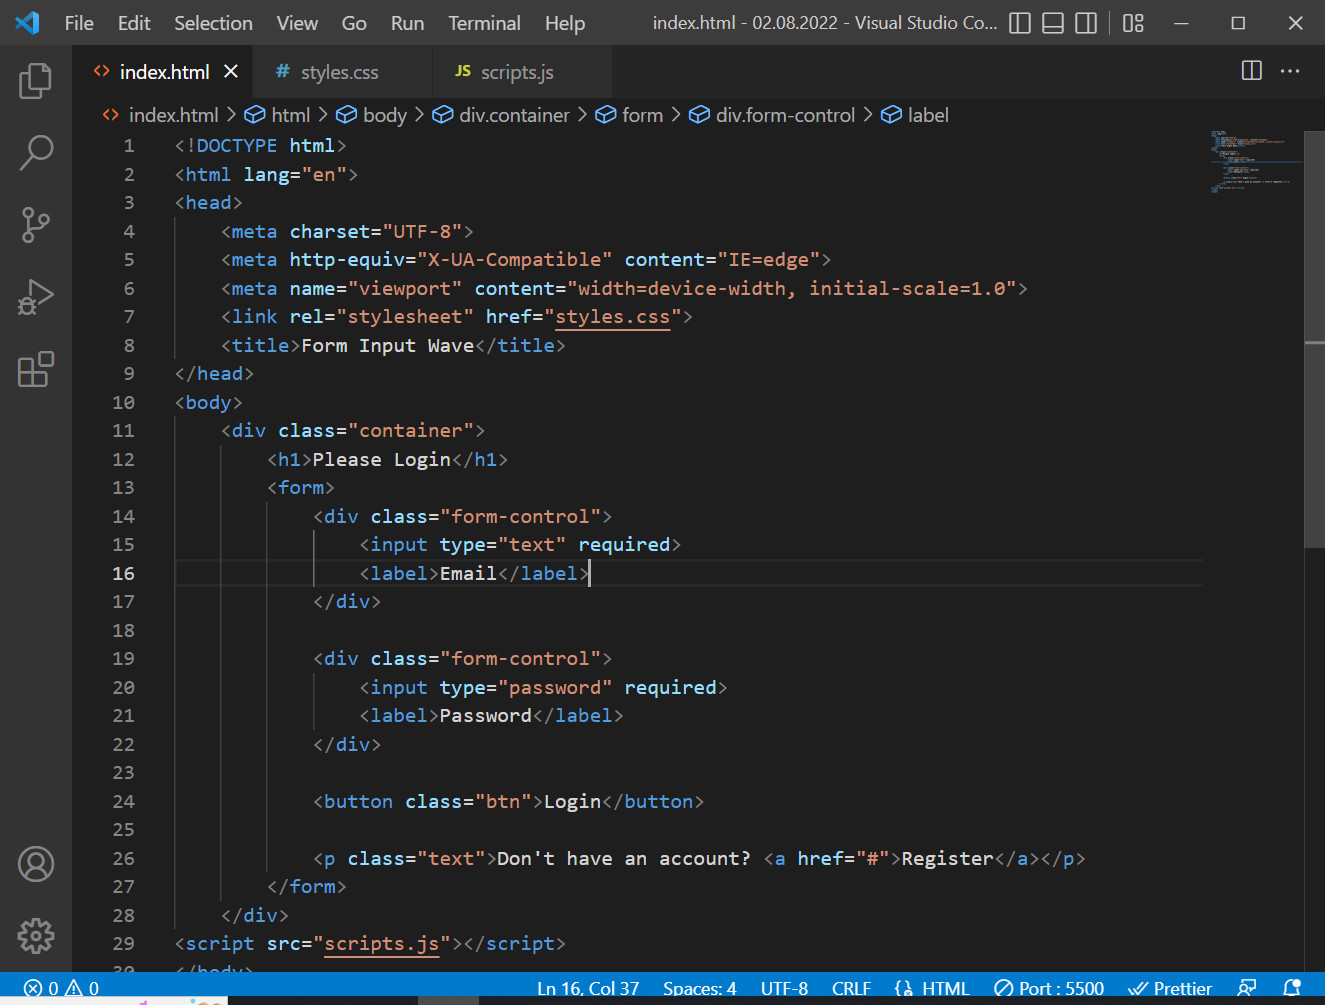 File Edit Selection View Go Run Terminal Help index.html - 02.08.2022 - Visual Studio Co...
index.html # styles.css JS scripts.js
index.html > html > body > div.container > form > div.form-control > label
1 <!DOCTYPE html>
2 <html lang="en">
3 <head>
4 <meta charset="UTF-8">
5 <meta http-equiv="X-UA-Compatible" content="IE=edge">
6 <meta name="viewport" content="width=device-width, initial-scale=1.0">
7 <link rel="stylesheet" href="styles.css">
8 <title>Form Input Wave</title>
9 </head>
10 <body>
11 <div class="container">
12 <h1>Please Login</h1>
13 <form>
14 <div class="form-control">
15 <input type="text" required>
16 <label>Email</label>
17 </div>
18
19 <div class="form-control">
20 <input type="password" required>
21 <label>Password</label>
22 </div>
23
24 <button class="btn">Login</button>
25
26 <p class="text">Don't have an account? <a href="#">Register</a></p>
27 </form>
28 </div>
29 <script src="scripts.js"></script>
30 </body>
0 0 Ln 16, Col 37 Spaces: 4 UTF-8 CRLF HTML Port : 5500 Prettier